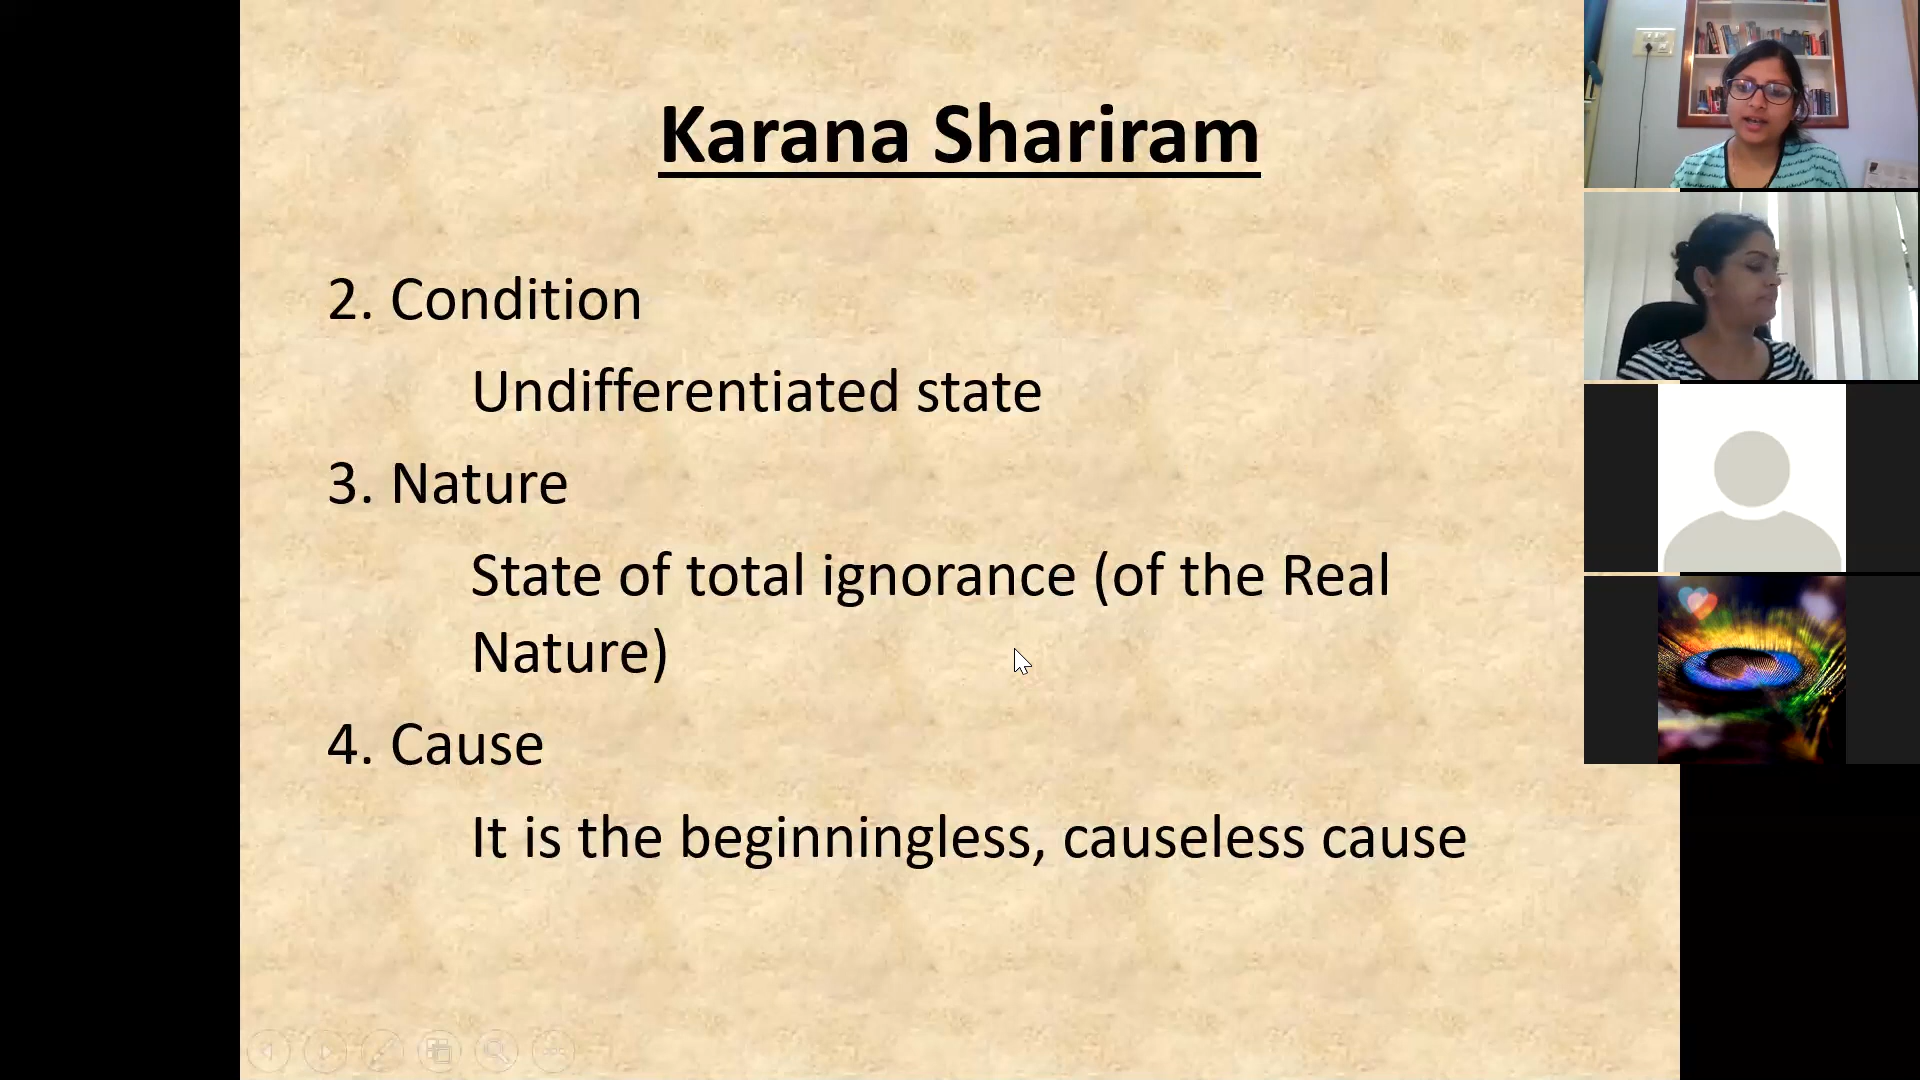 Karana Shariram
2. Condition
Undifferentiated state
3. Nature
State of total ignorance (of the Real
Nature)
4. Cause
It is the beginningless, causeless cause